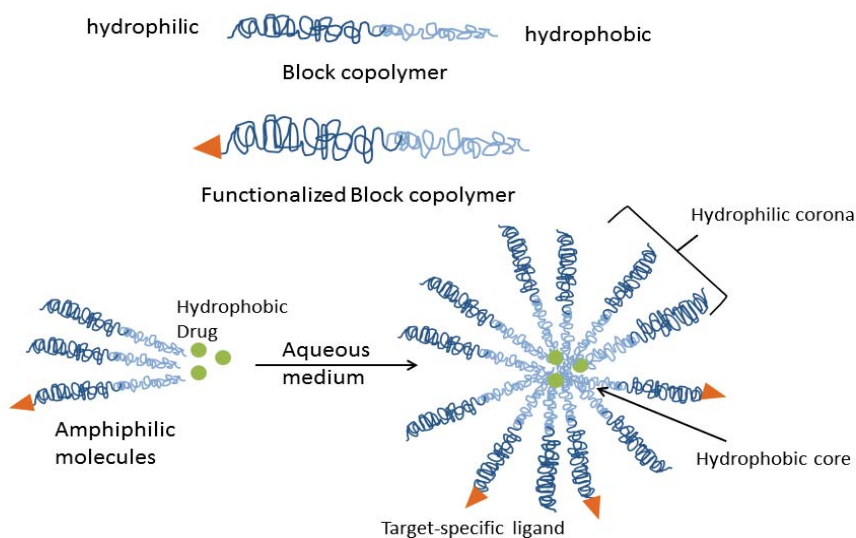 hydrophilic
hydrophobic
Block copolymer
Functionalized Block copolymer
Hydrophilic corona
Hydrophobic
Drug
Aqueous
medium
Amphiphilic
molecules
Hydrophobic core
Target-specific ligand